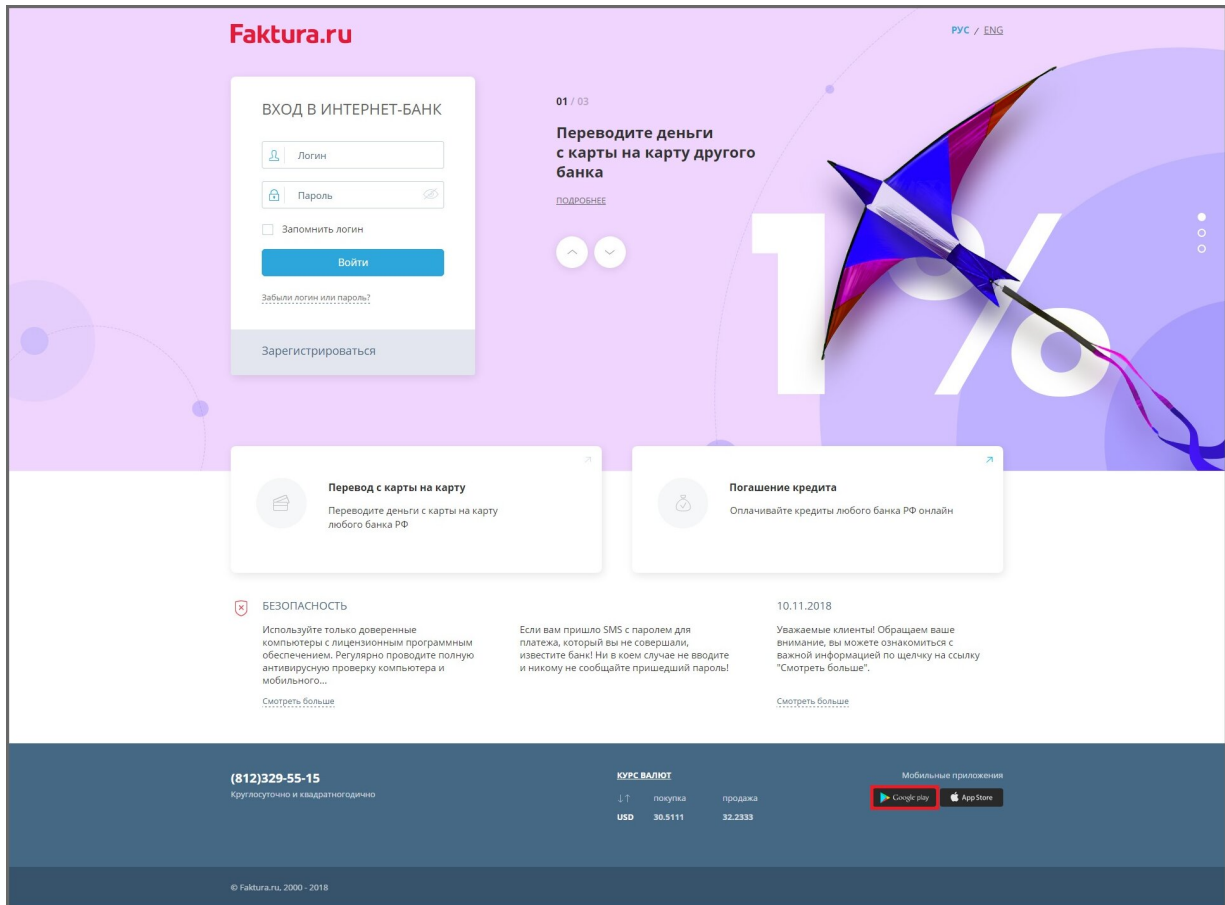 Faktura.ru
РУС / ENG
ВХОД В ИНТЕРНЕТ-БАНК
Логин
Пароль
Запомнить логин
Войти
Забыли логин или пароль?
Зарегистрироваться
01 / 03
Переводите деньги
с карты на карту другого
банка
ПОДРОБНЕЕ
1%
Перевод с карты на карту
Переводите деньги с карты на карту
любого банка РФ
Погашение кредита
Оплачивайте кредиты любого банка РФ онлайн
БЕЗОПАСНОСТЬ
Используйте только доверенные
компьютеры с лицензионным программным
обеспечением. Регулярно проводите полную
антивирусную проверку компьютера и
мобильного...
Смотреть больше
Если вам пришло SMS с паролем для
платежа, который вы не совершали,
известите банк! Ни в коем случае не вводите
и никому не сообщайте пришедший пароль!
10.11.2018
Уважаемые клиенты! Обращаем ваше
внимание, вы можете ознакомиться с
важной информацией по щелчку на ссылку
"Смотреть больше".
Смотреть больше
(812)329-55-15
Круглосуточно и квадратногодично
КУРС ВАЛЮТ
↓↑ покупка продажа
USD 30.5111 32.2333
Мобильные приложения
Google play App Store
© Faktura.ru, 2000 - 2018